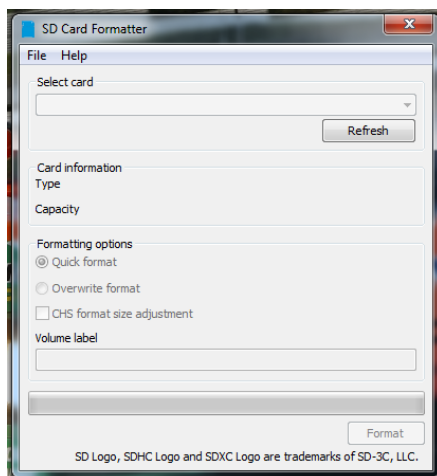 SD Card Formatter
File Help
Select card
Refresh
Card information
Type
Capacity
Formatting options
Quick format
Overwrite format
CHS format size adjustment
Volume label
Format
SD Logo, SDHC Logo and SDXC Logo are trademarks of SD-3C, LLC.